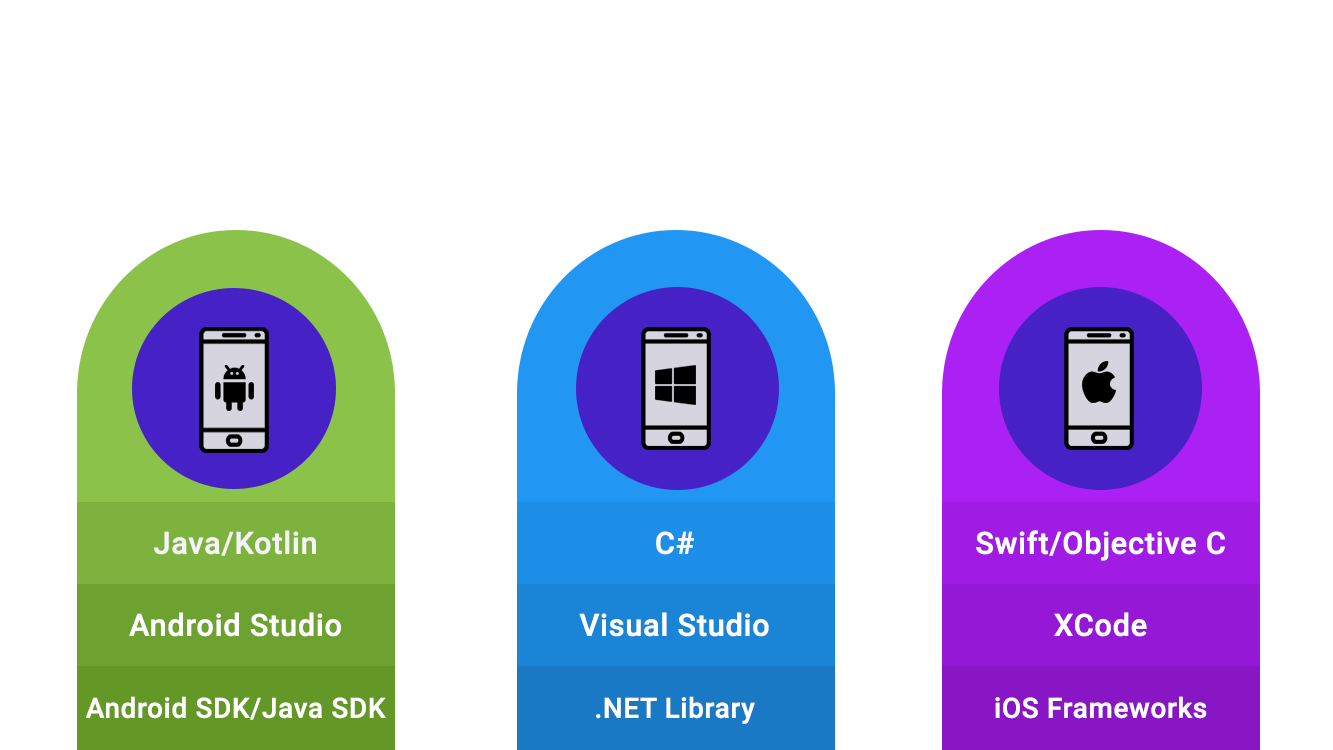 Java/Kotlin
Android Studio
Android SDK/Java SDK
C#
Visual Studio
.NET Library
Swift/Objective C
XCode
iOS Frameworks